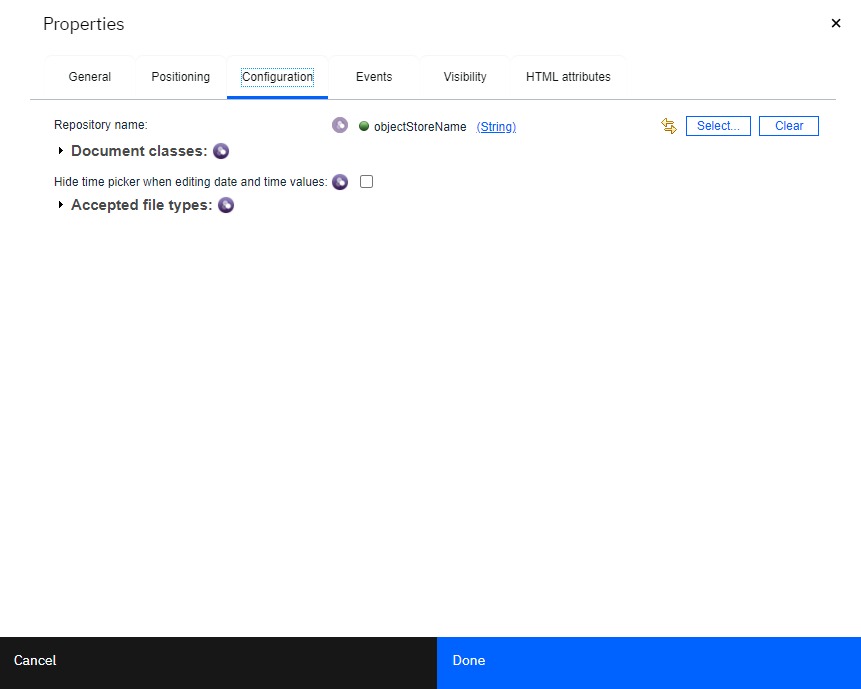 Properties
General Positioning Configuration Events Visibility HTML attributes
Repository name: objectStoreName (String) Select... Clear
Document classes:
Hide time picker when editing date and time values:
Accepted file types:
Cancel Done